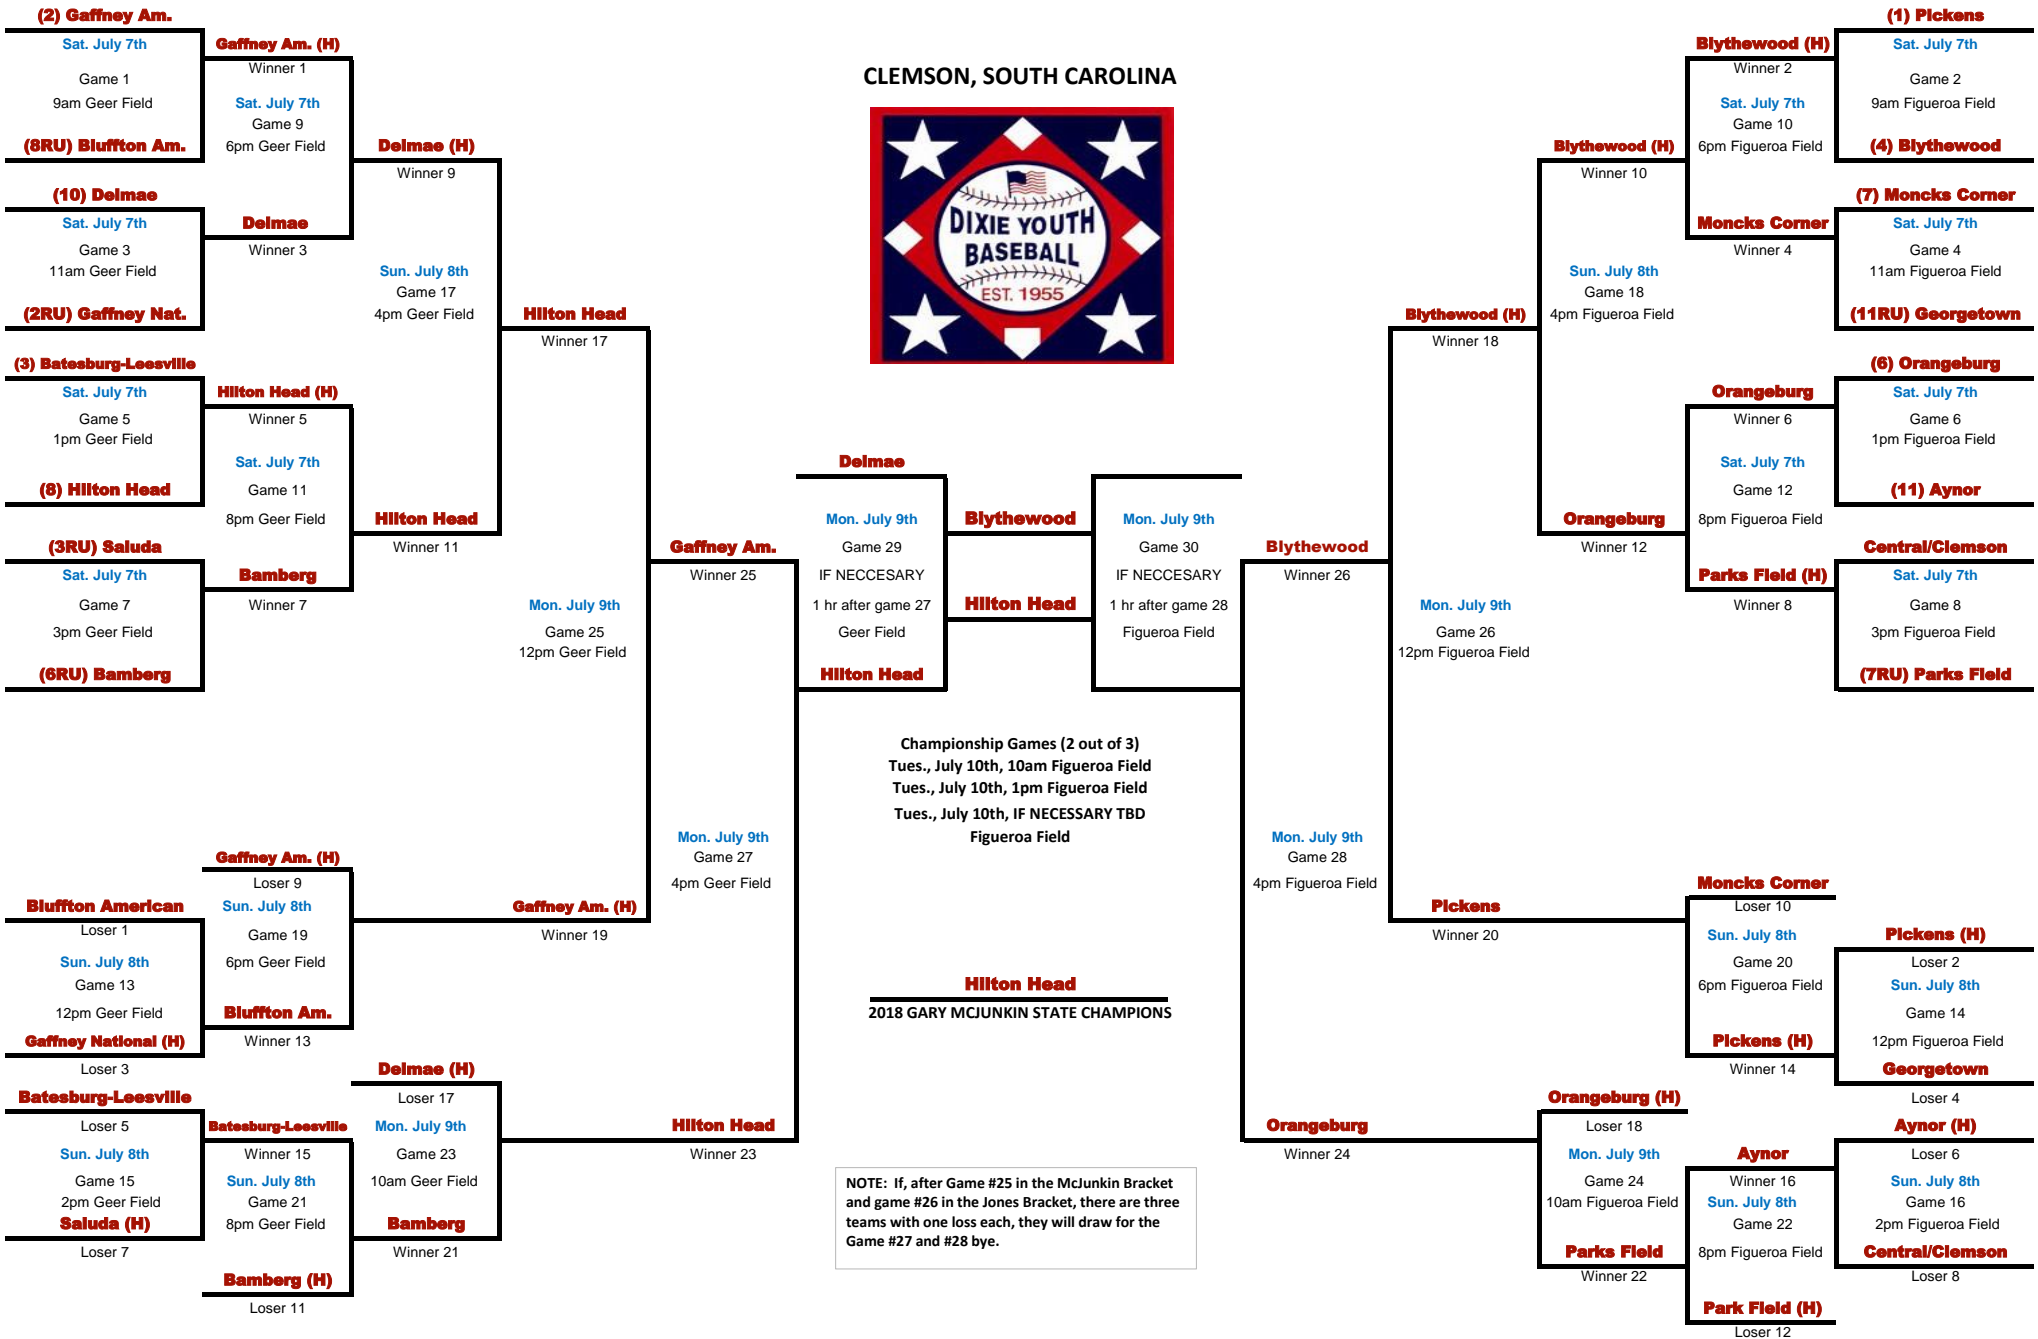 (2) Gaffney Am.
Sat. July 7th
Game 1
9am Geer Field
(8RU) Bluffton Am.
(10) Delmae
Sat. July 7th
Game 3
11am Geer Field
(2RU) Gaffney Nat.
(3) Batesburg-Leesville
Sat. July 7th
Game 5
1pm Geer Field
(8) Hilton Head
(3RU) Saluda
Sat. July 7th
Game 7
3pm Geer Field
(6RU) Bamberg
Gaffney Am. (H)
Winner 1
Sat. July 7th
Game 9
6pm Geer Field
Delmae
Winner 3
Hilton Head (H)
Winner 5
Sat. July 7th
Game 11
8pm Geer Field
Bamberg
Winner 7
Delmae (H)
Winner 9
Sun. July 8th
Game 17
4pm Geer Field
Hilton Head
Winner 11
Hilton Head
Winner 17
Mon. July 9th
Game 25
12pm Geer Field
Gaffney Am.
Winner 25
Bluffton American
Loser 1
Sun. July 8th
Game 13
12pm Geer Field
Gaffney National (H)
Loser 3
Batesburg-Leesville
Loser 5
Sun. July 8th
Game 15
2pm Geer Field
Saluda (H)
Loser 7
Gaffney Am. (H)
Loser 9
Sun. July 8th
Game 19
6pm Geer Field
Bluffton Am.
Winner 13
Batesburg-Leesville
Winner 15
Sun. July 8th
Game 21
8pm Geer Field
Bamberg (H)
Loser 11
Delmae (H)
Loser 17
Mon. July 9th
Game 23
10am Geer Field
Bamberg
Winner 21
Gaffney Am. (H)
Winner 19
Mon. July 9th
Game 27
4pm Geer Field
Hilton Head
Winner 23
CLEMSON, SOUTH CAROLINA
DIXIE YOUTH
BASEBALL
EST. 1955
Delmae
Mon. July 9th
Game 29
IF NECCESARY
1 hr after game 27
Geer Field
Hilton Head
Blythewood
Hilton Head
Mon. July 9th
Game 30
IF NECCESARY
1 hr after game 28
Figueroa Field
Championship Games (2 out of 3)
Tues., July 10th, 10am Figueroa Field
Tues., July 10th, 1pm Figueroa Field
Tues., July 10th, IF NECESSARY TBD
Figueroa Field
Hilton Head
2018 GARY MCJUNKIN STATE CHAMPIONS
NOTE: If, after Game #25 in the McJunkin Bracket
and game #26 in the Jones Bracket, there are three
teams with one loss each, they will draw for the
Game #27 and #28 bye.
Blythewood
Winner 26
Mon. July 9th
Game 28
4pm Figueroa Field
Orangeburg
Winner 24
Blythewood (H)
Winner 18
Mon. July 9th
Game 26
12pm Figueroa Field
Pickens
Winner 20
Blythewood (H)
Winner 10
Sun. July 8th
Game 18
4pm Figueroa Field
Orangeburg
Winner 12
Blythewood (H)
Winner 2
Sat. July 7th
Game 10
6pm Figueroa Field
Moncks Corner
Winner 4
Orangeburg
Winner 6
Sat. July 7th
Game 12
8pm Figueroa Field
Parks Field (H)
Winner 8
(1) Pickens
Sat. July 7th
Game 2
9am Figueroa Field
(4) Blythewood
(7) Moncks Corner
Sat. July 7th
Game 4
11am Figueroa Field
(11RU) Georgetown
(6) Orangeburg
Sat. July 7th
Game 6
1pm Figueroa Field
(11) Aynor
Central/Clemson
Sat. July 7th
Game 8
3pm Figueroa Field
(7RU) Parks Field
Moncks Corner
Loser 10
Sun. July 8th
Game 20
6pm Figueroa Field
Pickens (H)
Winner 14
Pickens (H)
Loser 2
Sun. July 8th
Game 14
12pm Figueroa Field
Georgetown
Loser 4
Orangeburg (H)
Loser 18
Mon. July 9th
Game 24
10am Figueroa Field
Parks Field
Winner 22
Aynor
Winner 16
Sun. July 8th
Game 22
8pm Figueroa Field
Park Field (H)
Loser 12
Aynor (H)
Loser 6
Sun. July 8th
Game 16
2pm Figueroa Field
Central/Clemson
Loser 8